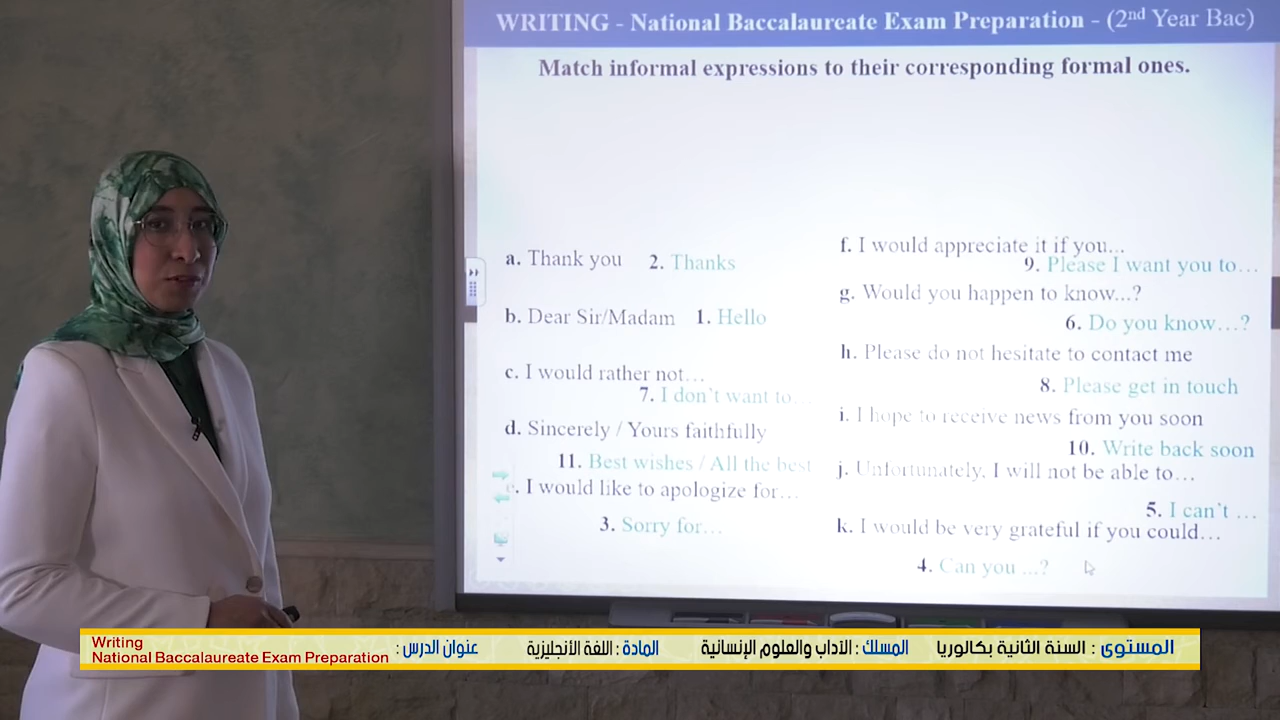 WRITING - National Baccalaureate Exam Preparation - (2nd Year Bac)
Match informal expressions to their corresponding formal ones.
a. Thank you 2. Thanks
b. Dear Sir/Madam 1. Hello
c. I would rather not…
7. I don't want to…
d. Sincerely / Yours faithfully
11. Best wishes / All the best
e. I would like to apologize for…
3. Sorry for…
f. I would appreciate it if you...
9. Please I want you to…
g. Would you happen to know...?
6. Do you know…?
h. Please do not hesitate to contact me
8. Please get in touch
i. I hope to receive news from you soon
10. Write back soon
j. Unfortunately, I will not be able to…
5. I can't …
k. I would be very grateful if you could…
4. Can you ...?
المستوى : السنة الثانية بكالوريا المسلك : الآداب والعلوم الإنسانية المادة : اللغة الأنجليزية عنوان الدرس :
Writing
National Baccalaureate Exam Preparation